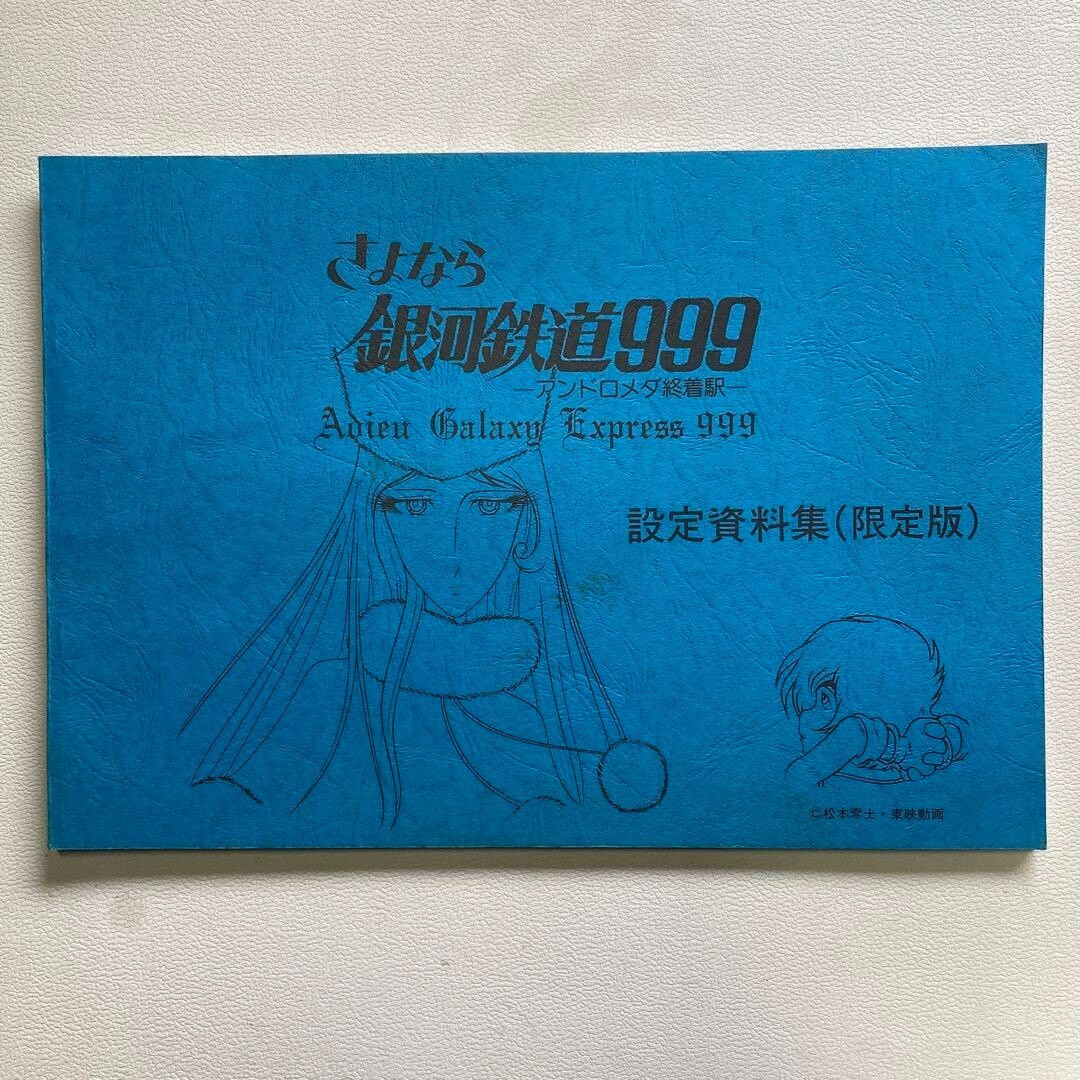 さよなら
銀河鉄道999
―アンドロメダ終着駅―
Adieu Galaxy Express 999
設定資料集(限定版)
©松本零士・東映動画